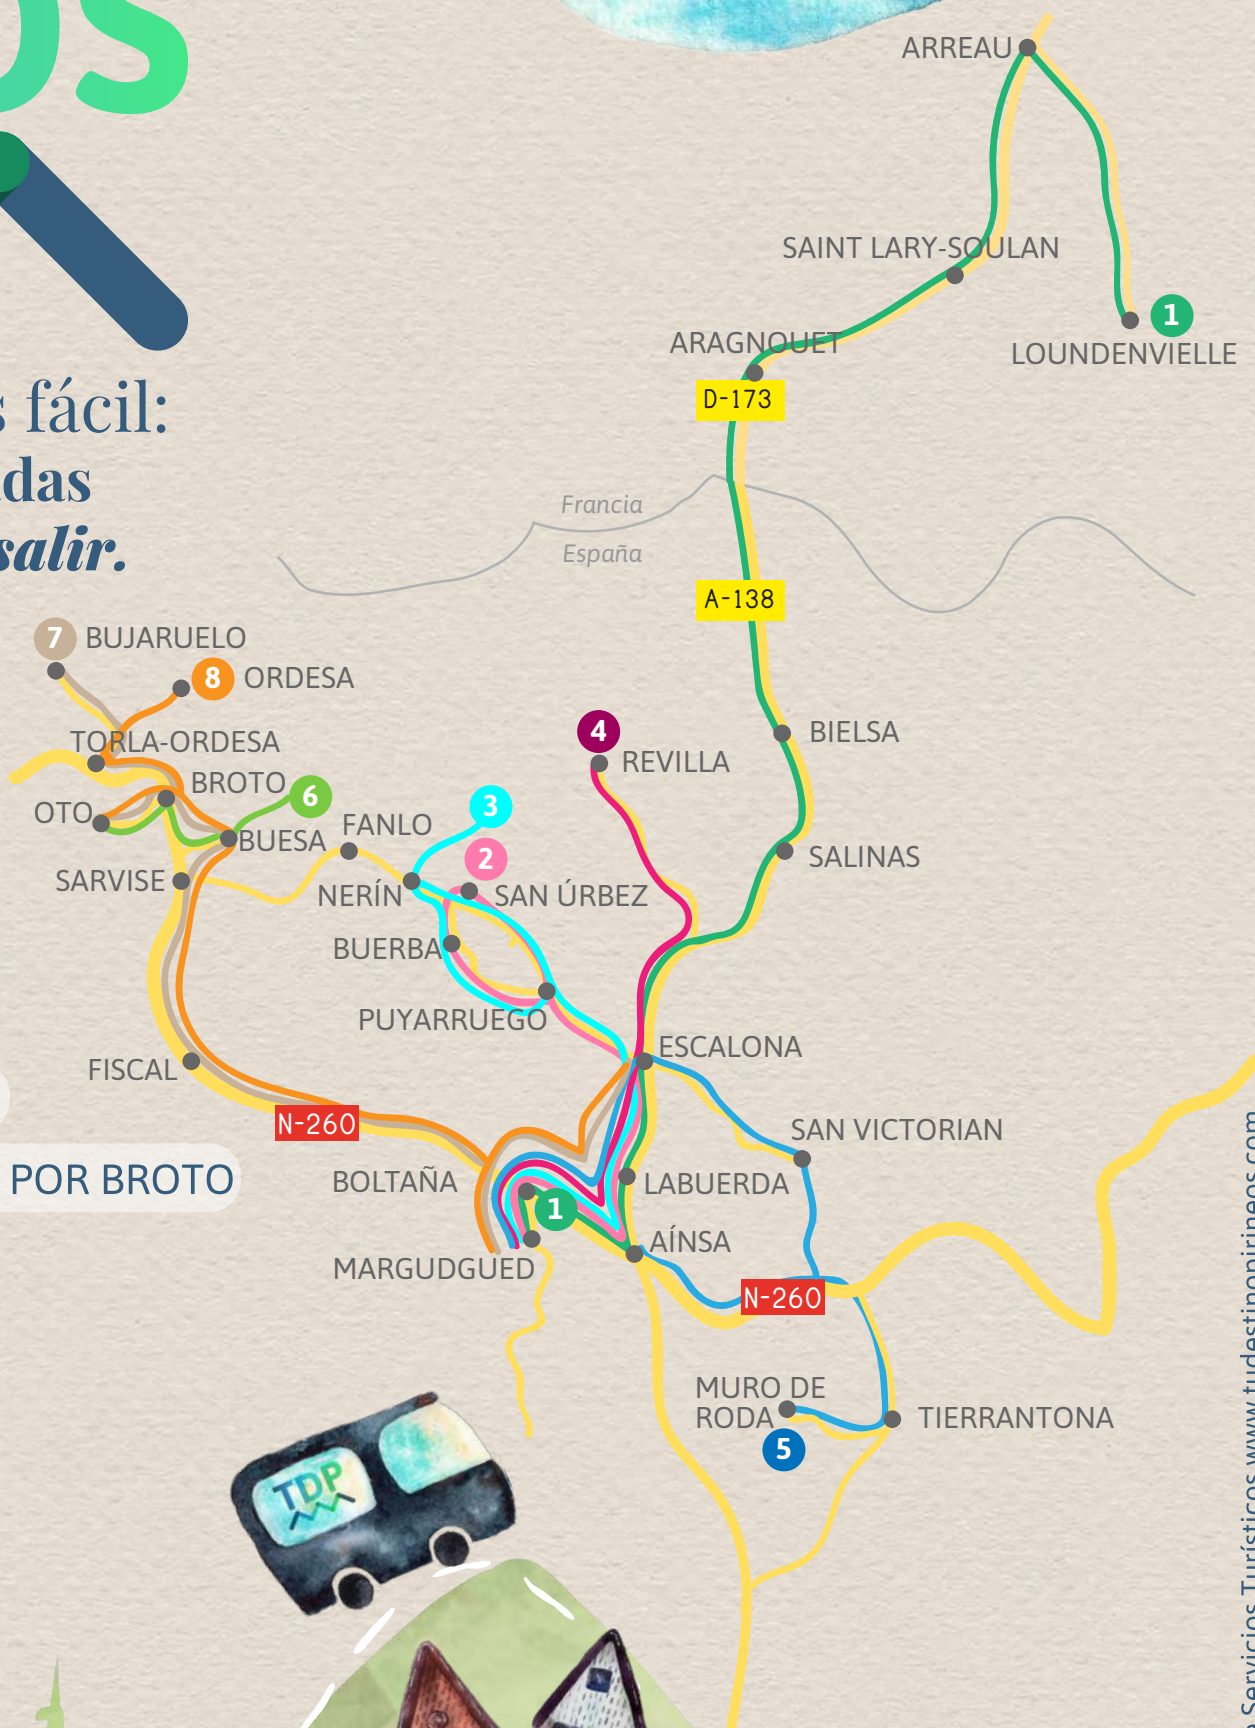 OS
ARREAU
SAINT LARY-SOULAN
1
LOUNDENVIELLE
ARAGNOUET
D-173
fácil:
salir.
Francia
España
A-138
7 BUJARUELO
8 ORDESA
TORLA-ORDESA
BROTO
6
OTO
BUESA
FANLO
SARVISE
NERÍN
3
2
SAN ÚRBEZ
BUERBA
PUYARRUEGO
4
REVILLA
BIELSA
SALINAS
FISCAL
N-260
ESCALONA
SAN VICTORIAN
POR BROTO
BOLTAÑA
1
LABUERDA
MARGUDGUED
AÍNSA
N-260
MURO DE
RODA
5
TIERRANTONA
TDP
Servicios Turísticos www.tudestinopirineos.com